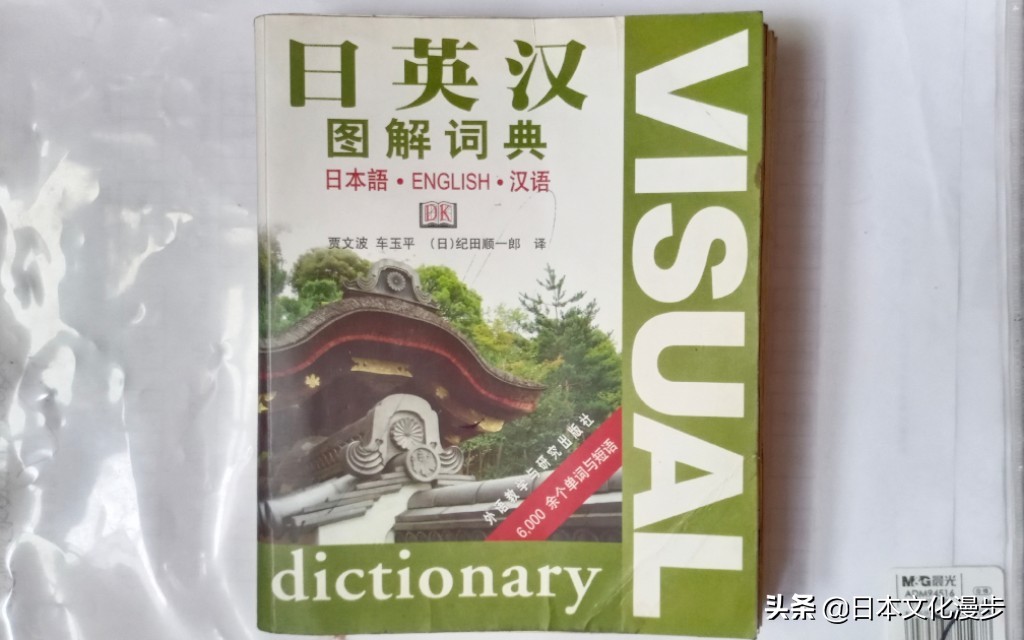 日英汉
图解词典
日本語·ENGLISH·汉语
DK
贾文波 车玉平 (日)纪田顺一郎 译
VISUAL
外语教学与研究出版社
6,000 余个单词与短语
dictionary
M&G晨光
ADM94516
头条 @日本文化漫步